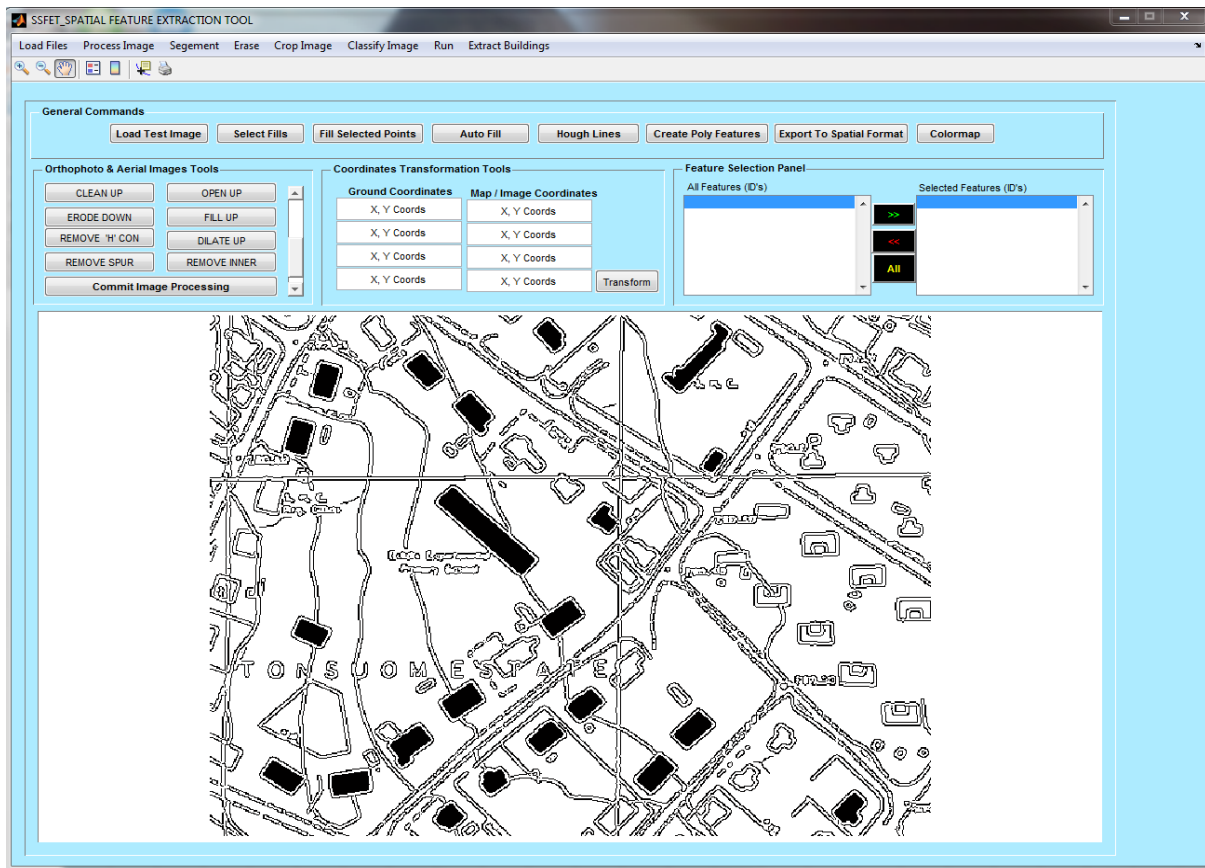 SSFET_SPATIAL FEATURE EXTRACTION TOOL
Load Files Process Image Segement Erase Crop Image Classify Image Run Extract Buildings
General Commands
Load Test Image Select Fills Fill Selected Points Auto Fill Hough Lines Create Poly Features Export To Spatial Format Colormap
Orthophoto & Aerial Images Tools
CLEAN UP OPEN UP
ERODE DOWN FILL UP
REMOVE 'H' CON DILATE UP
REMOVE SPUR REMOVE INNER
Commit Image Processing
Coordinates Transformation Tools
Ground Coordinates Map / Image Coordinates
X, Y Coords X, Y Coords
X, Y Coords X, Y Coords
X, Y Coords X, Y Coords
X, Y Coords X, Y Coords
Transform
Feature Selection Panel
All Features (ID's) Selected Features (ID's)
>>
<<
All
TONSUOM ESTATE